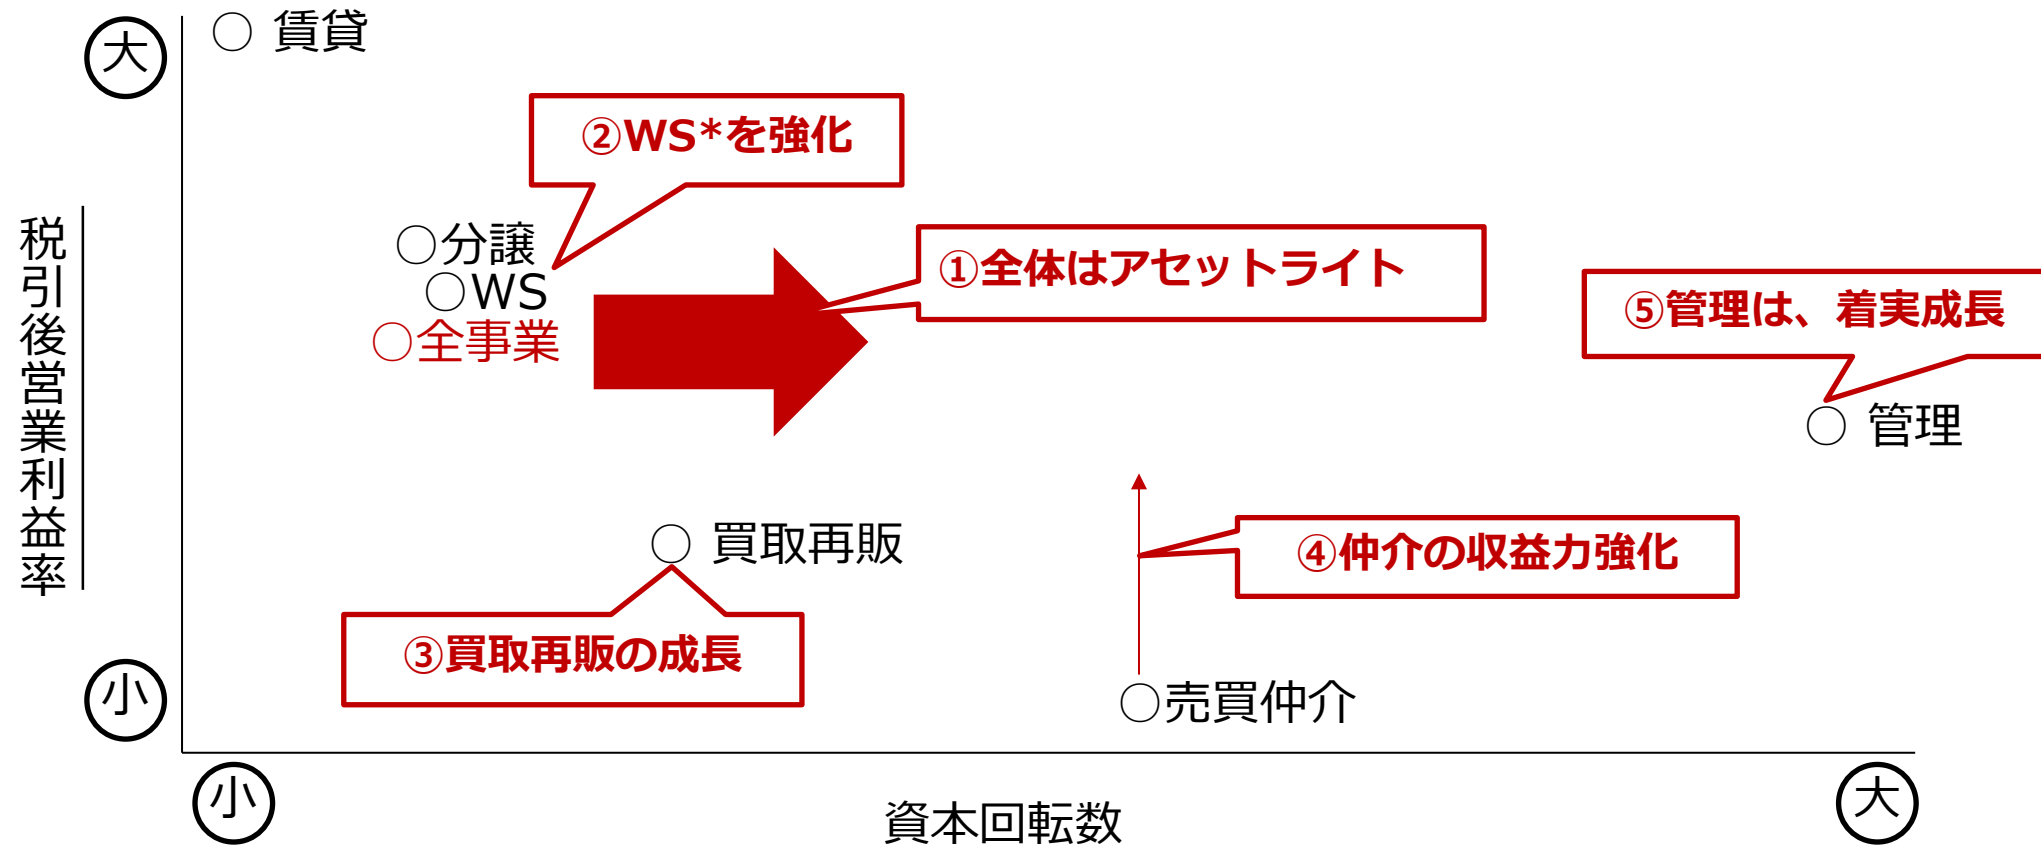 大
○ 賃貸
②WS*を強化
税引後営業利益率
○分譲
○WS
○全事業
①全体はアセットライト
⑤管理は、着実成長
○ 管理
○ 買取再販
④仲介の収益力強化
③買取再販の成長
小
○売買仲介
小
資本回転数
大